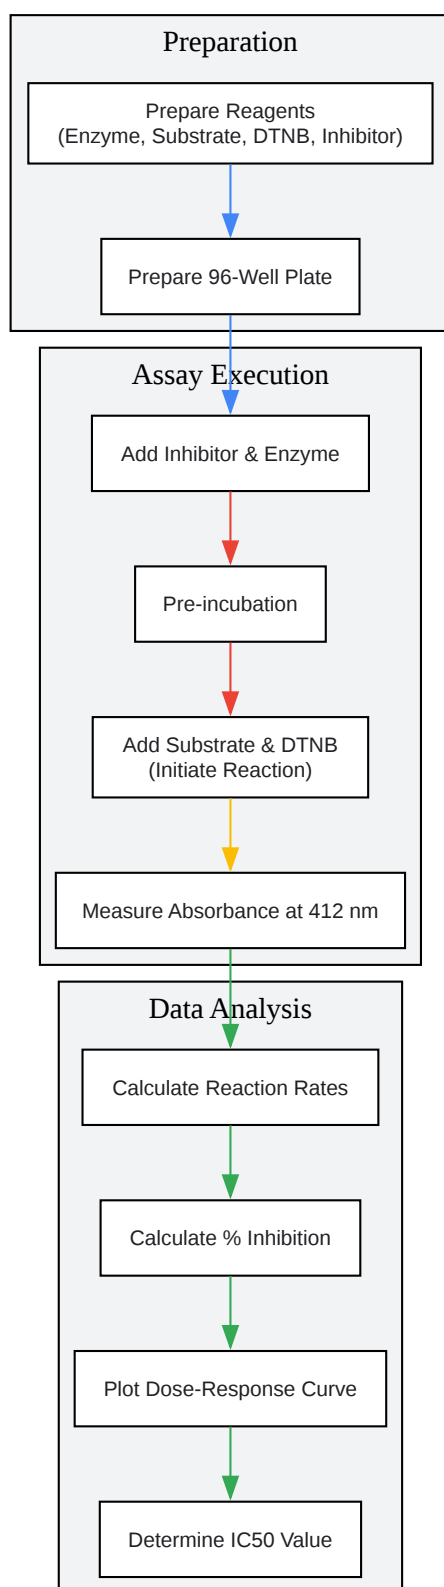 Preparation
Prepare Reagents
(Enzyme, Substrate, DTNB, Inhibitor)
Prepare 96-Well Plate
Assay Execution
Add Inhibitor & Enzyme
Pre-incubation
Add Substrate & DTNB
(Initiate Reaction)
Measure Absorbance at 412 nm
Data Analysis
Calculate Reaction Rates
Calculate % Inhibition
Plot Dose-Response Curve
Determine IC50 Value